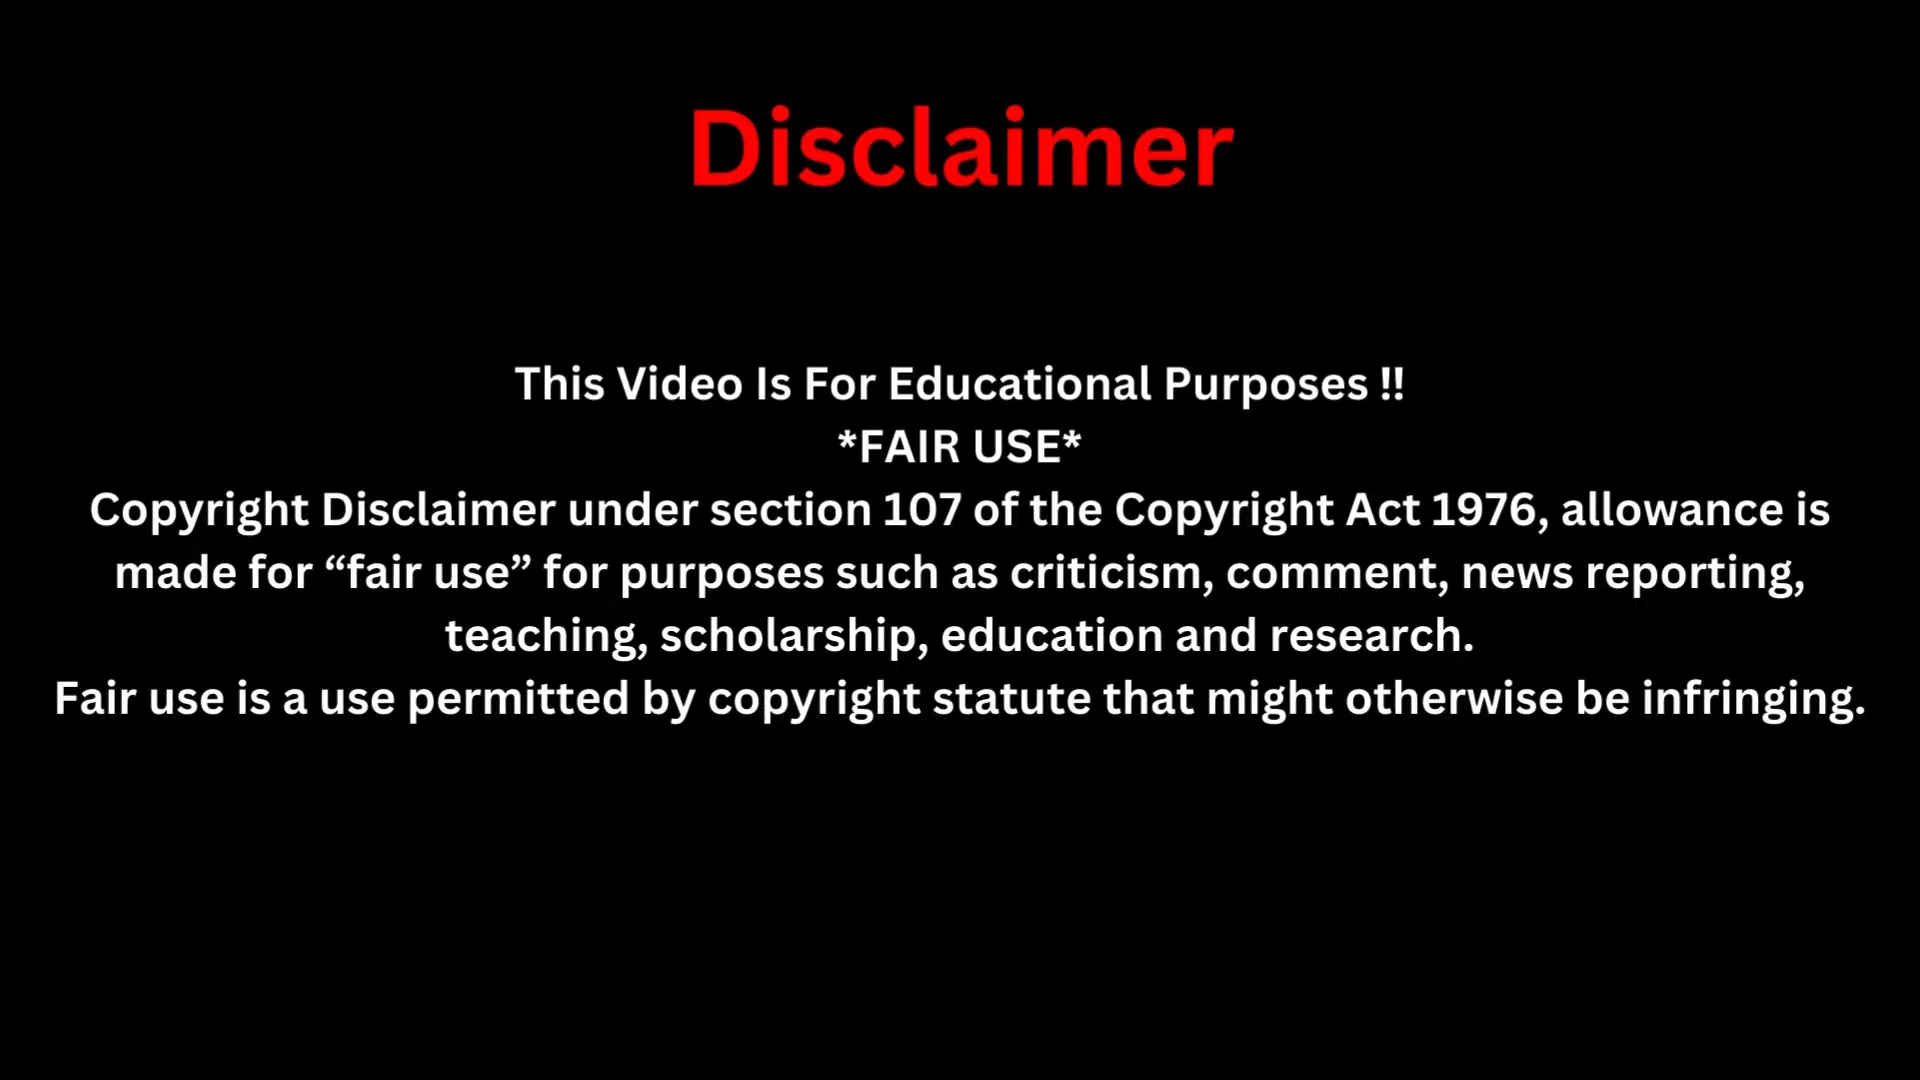 Disclaimer
This Video Is For Educational Purposes !!
*FAIR USE*
Copyright Disclaimer under section 107 of the Copyright Act 1976, allowance is
made for “fair use” for purposes such as criticism, comment, news reporting,
teaching, scholarship, education and research.
Fair use is a use permitted by copyright statute that might otherwise be infringing.